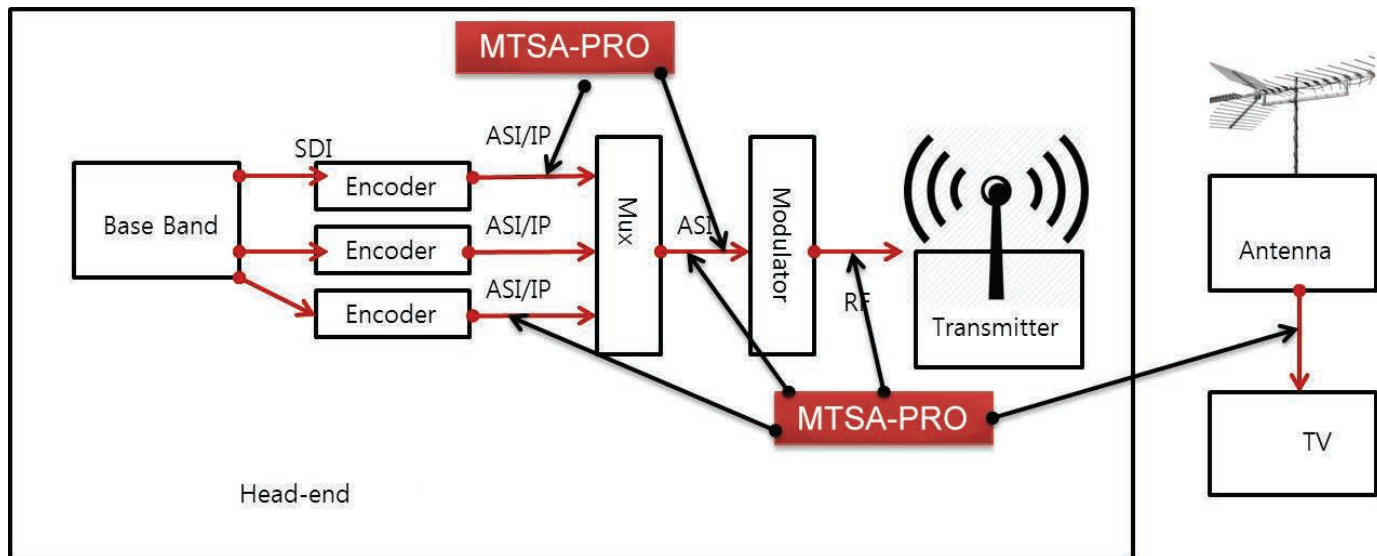 MTSA-PRO
ASI/IP
SDI
Encoder
Base Band
ASI/IP
Encoder
Mux
ASI
Modulator
Antenna
ASI/IP
Encoder
RF
Transmitter
MTSA-PRO
TV
Head-end